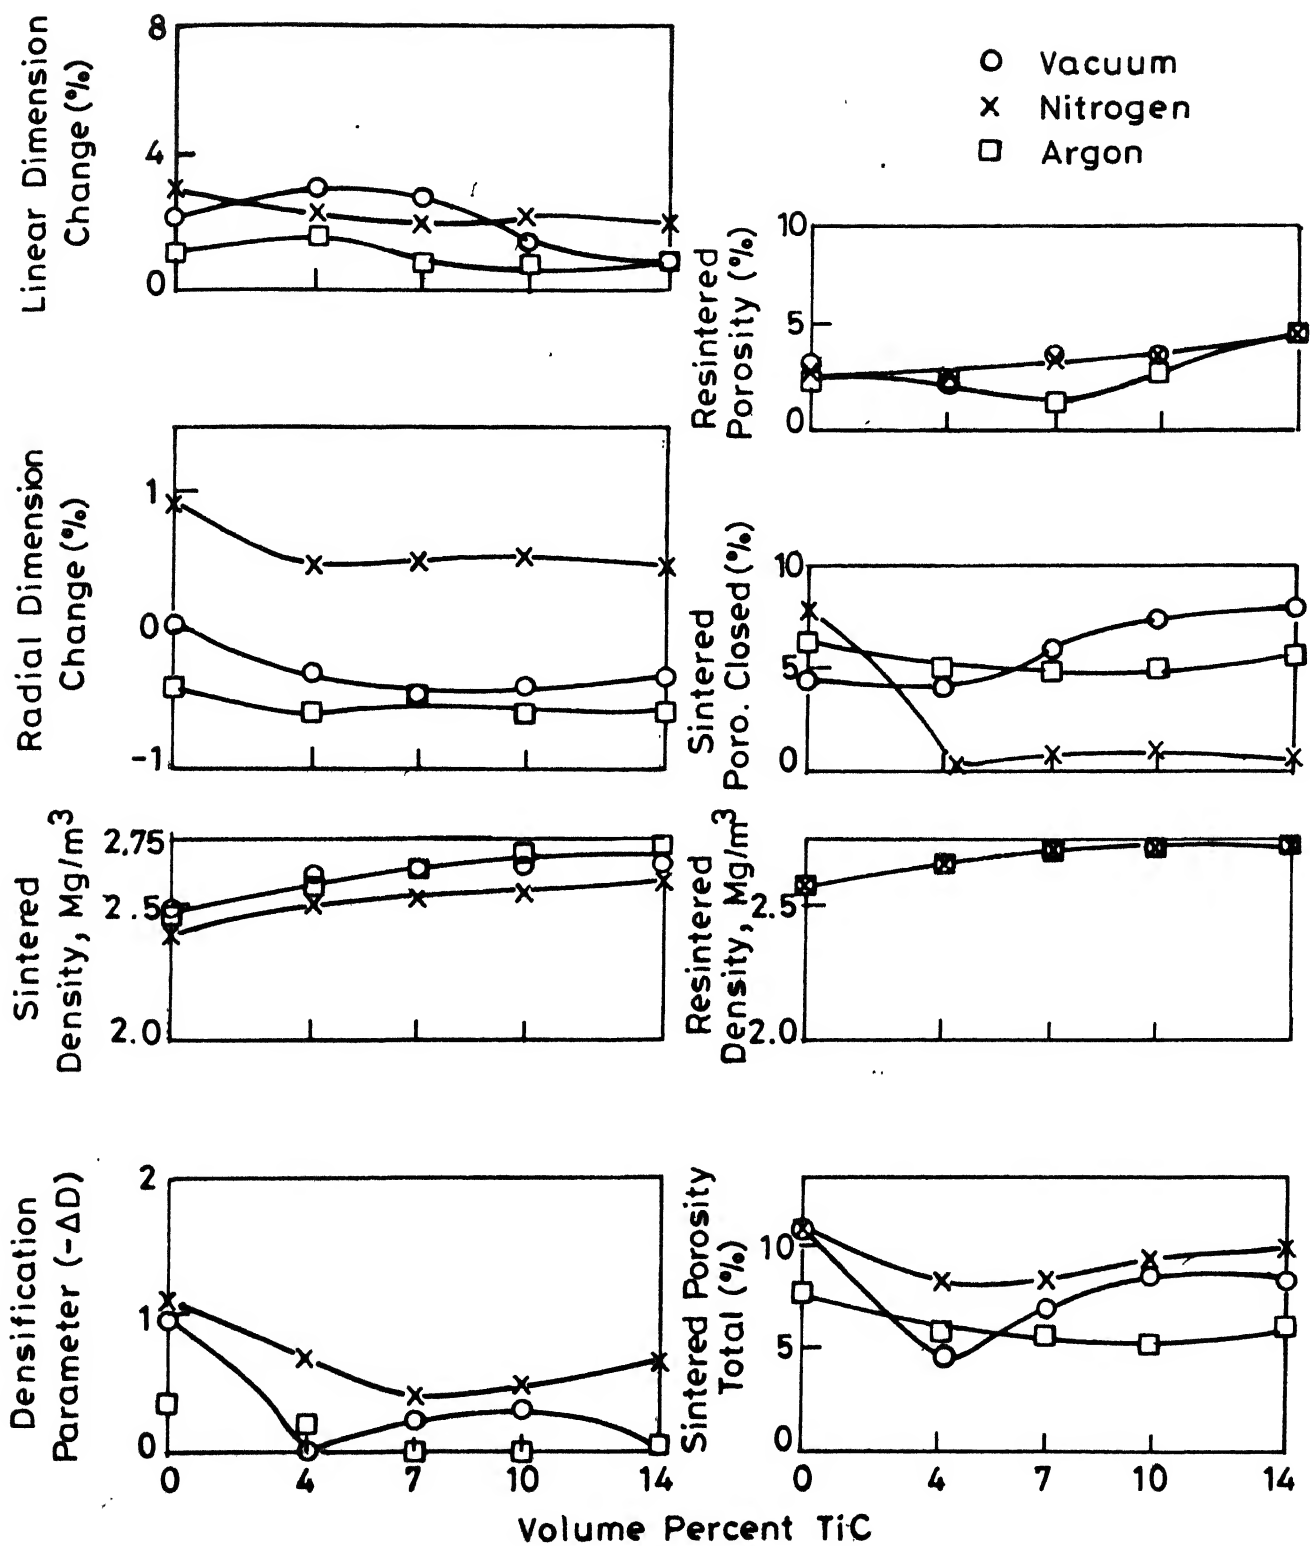 Linear Dimension
Change (%)
8
4
0
O Vacuum
x Nitrogen
□ Argon
Resintered
Porosity (%)
10
5
0
Radial Dimension
Change (%)
1
0
-1
Sintered
Poro. Closed (%)
10
5
0
Sintered
Density, Mg/m³
2.75
2.5
2.0
Resintered
Density, Mg/m³
2.5
2.0
Densification
Parameter (-ΔD)
2
1
0
0 4 7 10 14
Sintered Porosity
Total (%)
10
5
0
0 4 7 10 14
Volume Percent TiC